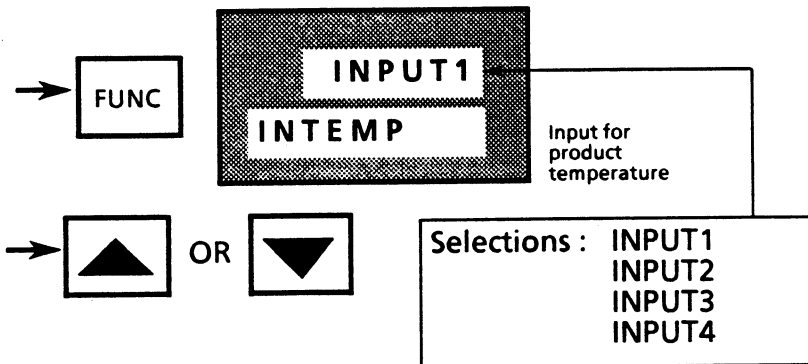 FUNC
INPUT1
INTEMP
Input for
product
temperature
OR
Selections : INPUT1
INPUT2
INPUT3
INPUT4